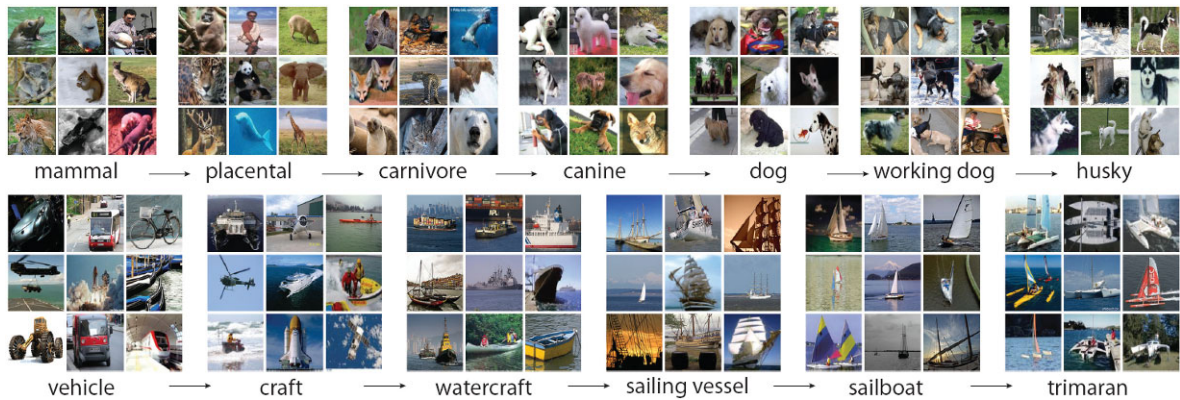 mammal → placental → carnivore → canine → dog → working dog → husky
vehicle → craft → watercraft → sailing vessel → sailboat → trimaran